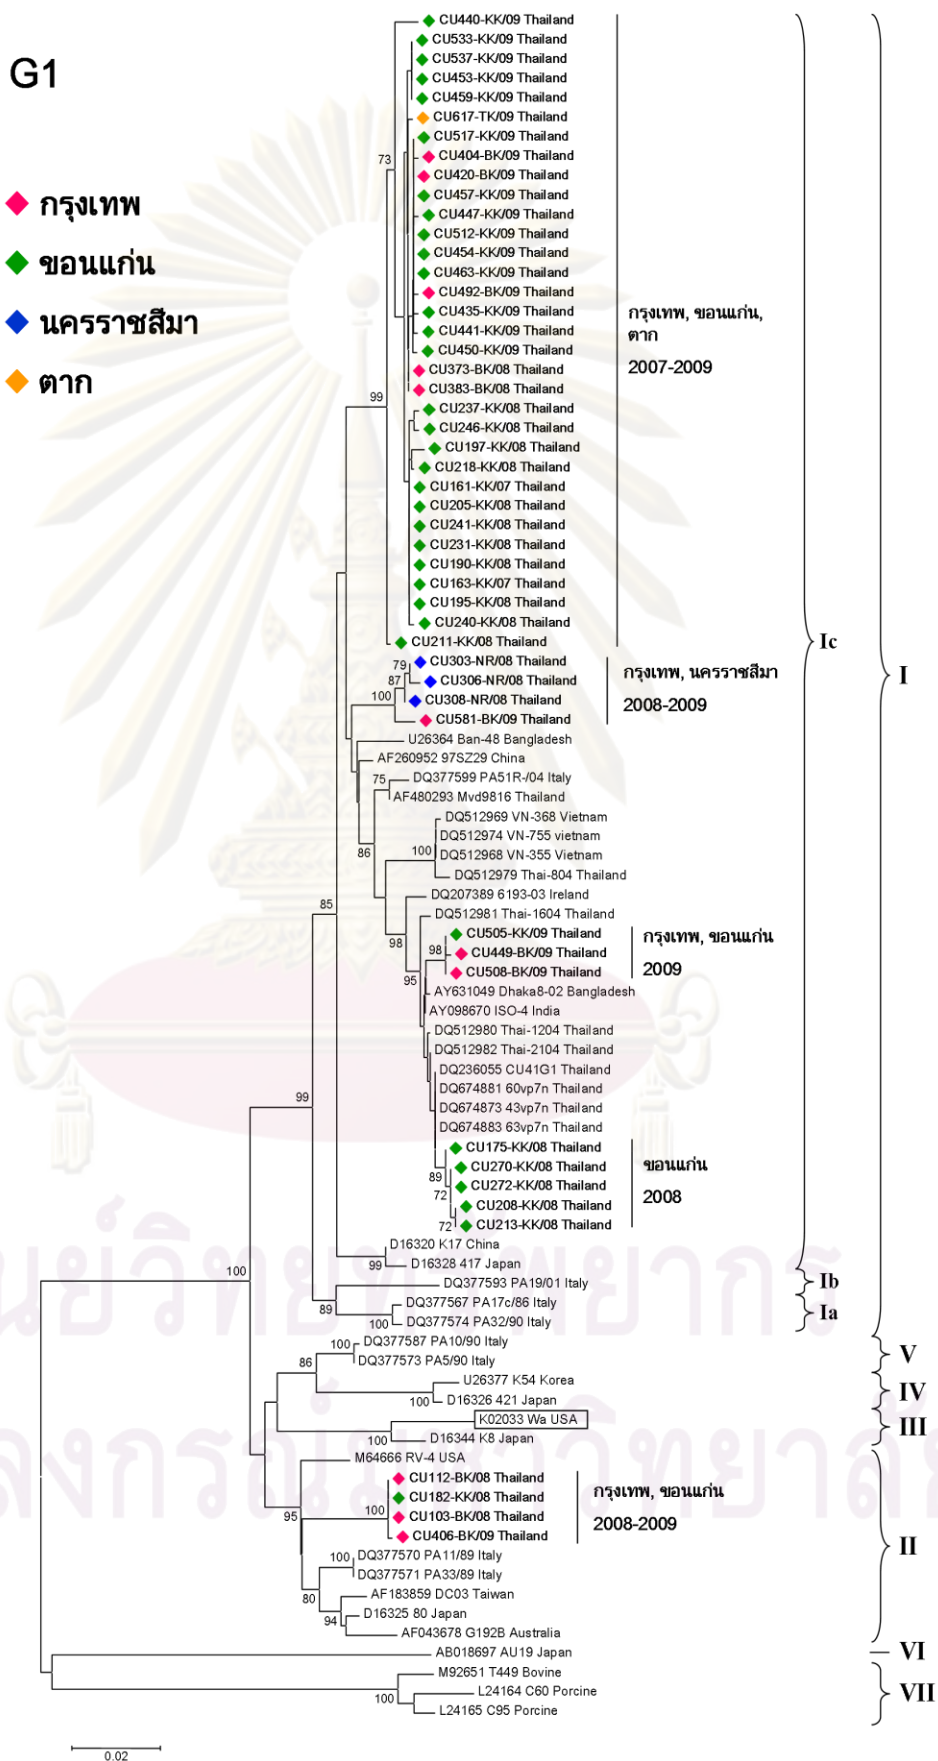 G1
กรุงเทพ
ขอนแก่น
นครราชสีมา
ตาก
CU440-KK/09 Thailand
CU533-KK/09 Thailand
CU537-KK/09 Thailand
CU453-KK/09 Thailand
CU459-KK/09 Thailand
CU617-TK/09 Thailand
CU517-KK/09 Thailand
CU404-BK/09 Thailand
73
CU420-BK/09 Thailand
CU457-KK/09 Thailand
CU447-KK/09 Thailand
CU512-KK/09 Thailand
CU454-KK/09 Thailand
CU463-KK/09 Thailand
CU492-BK/09 Thailand
CU435-KK/09 Thailand
CU441-KK/09 Thailand
CU450-KK/09 Thailand
CU373-BK/08 Thailand
CU383-BK/08 Thailand
กรุงเทพ, ขอนแก่น,
ตาก
2007-2009
99
CU237-KK/08 Thailand
CU246-KK/08 Thailand
CU197-KK/08 Thailand
CU218-KK/08 Thailand
CU161-KK/07 Thailand
CU205-KK/08 Thailand
CU241-KK/08 Thailand
CU231-KK/08 Thailand
CU190-KK/08 Thailand
CU163-KK/07 Thailand
CU195-KK/08 Thailand
CU240-KK/08 Thailand
CU211-KK/08 Thailand
Ic
I
79
CU303-NR/08 Thailand
87
CU306-NR/08 Thailand
100
CU308-NR/08 Thailand
CU581-BK/09 Thailand
กรุงเทพ, นครราชสีมา
2008-2009
U26364 Ban-48 Bangladesh
AF260952 97SZ29 China
75
DQ377599 PA51R-/04 Italy
AF480293 Mvd9816 Thailand
DQ512969 VN-368 Vietnam
DQ512974 VN-755 vietnam
86
100
DQ512968 VN-355 Vietnam
DQ512979 Thai-804 Thailand
DQ207389 6193-03 Ireland
85
DQ512981 Thai-1604 Thailand
98
CU505-KK/09 Thailand
98
CU449-BK/09 Thailand
CU508-BK/09 Thailand
กรุงเทพ, ขอนแก่น
2009
95
AY631049 Dhaka8-02 Bangladesh
AY098670 ISO-4 India
DQ512980 Thai-1204 Thailand
DQ512982 Thai-2104 Thailand
DQ236055 CU41G1 Thailand
DQ674881 60vp7n Thailand
99
DQ674873 43vp7n Thailand
DQ674883 63vp7n Thailand
CU175-KK/08 Thailand
89
CU270-KK/08 Thailand
72
CU272-KK/08 Thailand
CU208-KK/08 Thailand
72
CU213-KK/08 Thailand
ขอนแก่น
2008
D16320 K17 China
99
D16328 417 Japan
100
DQ377593 PA19/01 Italy
Ib
89
DQ377567 PA17c/86 Italy
100
DQ377574 PA32/90 Italy
Ia
100
DQ377587 PA10/90 Italy
DQ377573 PA5/90 Italy
V
86
U26377 K54 Korea
100
D16326 421 Japan
IV
K02033 Wa USA
100
D16344 K8 Japan
III
M64666 RV-4 USA
CU112-BK/08 Thailand
CU182-KK/08 Thailand
100
CU103-BK/08 Thailand
CU406-BK/09 Thailand
กรุงเทพ, ขอนแก่น
2008-2009
95
II
100
DQ377570 PA11/89 Italy
DQ377571 PA33/89 Italy
80
AF183859 DC03 Taiwan
94
D16325 80 Japan
AF043678 G192B Australia
AB018697 AU19 Japan
VI
M92651 T449 Bovine
100
L24164 C60 Porcine
L24165 C95 Porcine
VII
0.02